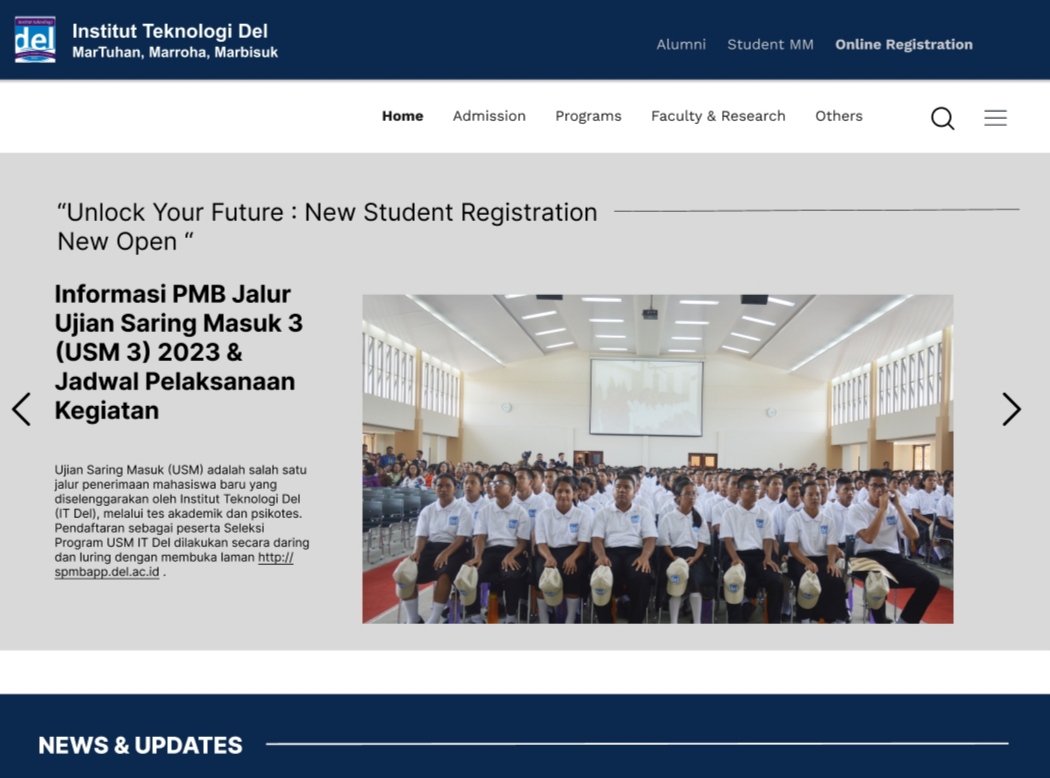 Institut teknologi
del
Institut Teknologi Del
MarTuhan, Marroha, Marbisuk
Alumni Student MM Online Registration
Home Admission Programs Faculty & Research Others
“Unlock Your Future : New Student Registration
New Open “
Informasi PMB Jalur
Ujian Saring Masuk 3
(USM 3) 2023 &
Jadwal Pelaksanaan
Kegiatan
Ujian Saring Masuk (USM) adalah salah satu
jalur penerimaan mahasiswa baru yang
diselenggarakan oleh Institut Teknologi Del
(IT Del), melalui tes akademik dan psikotes.
Pendaftaran sebagai peserta Seleksi
Program USM IT Del dilakukan secara daring
dan luring dengan membuka laman http://
spmbapp.del.ac.id .
NEWS & UPDATES